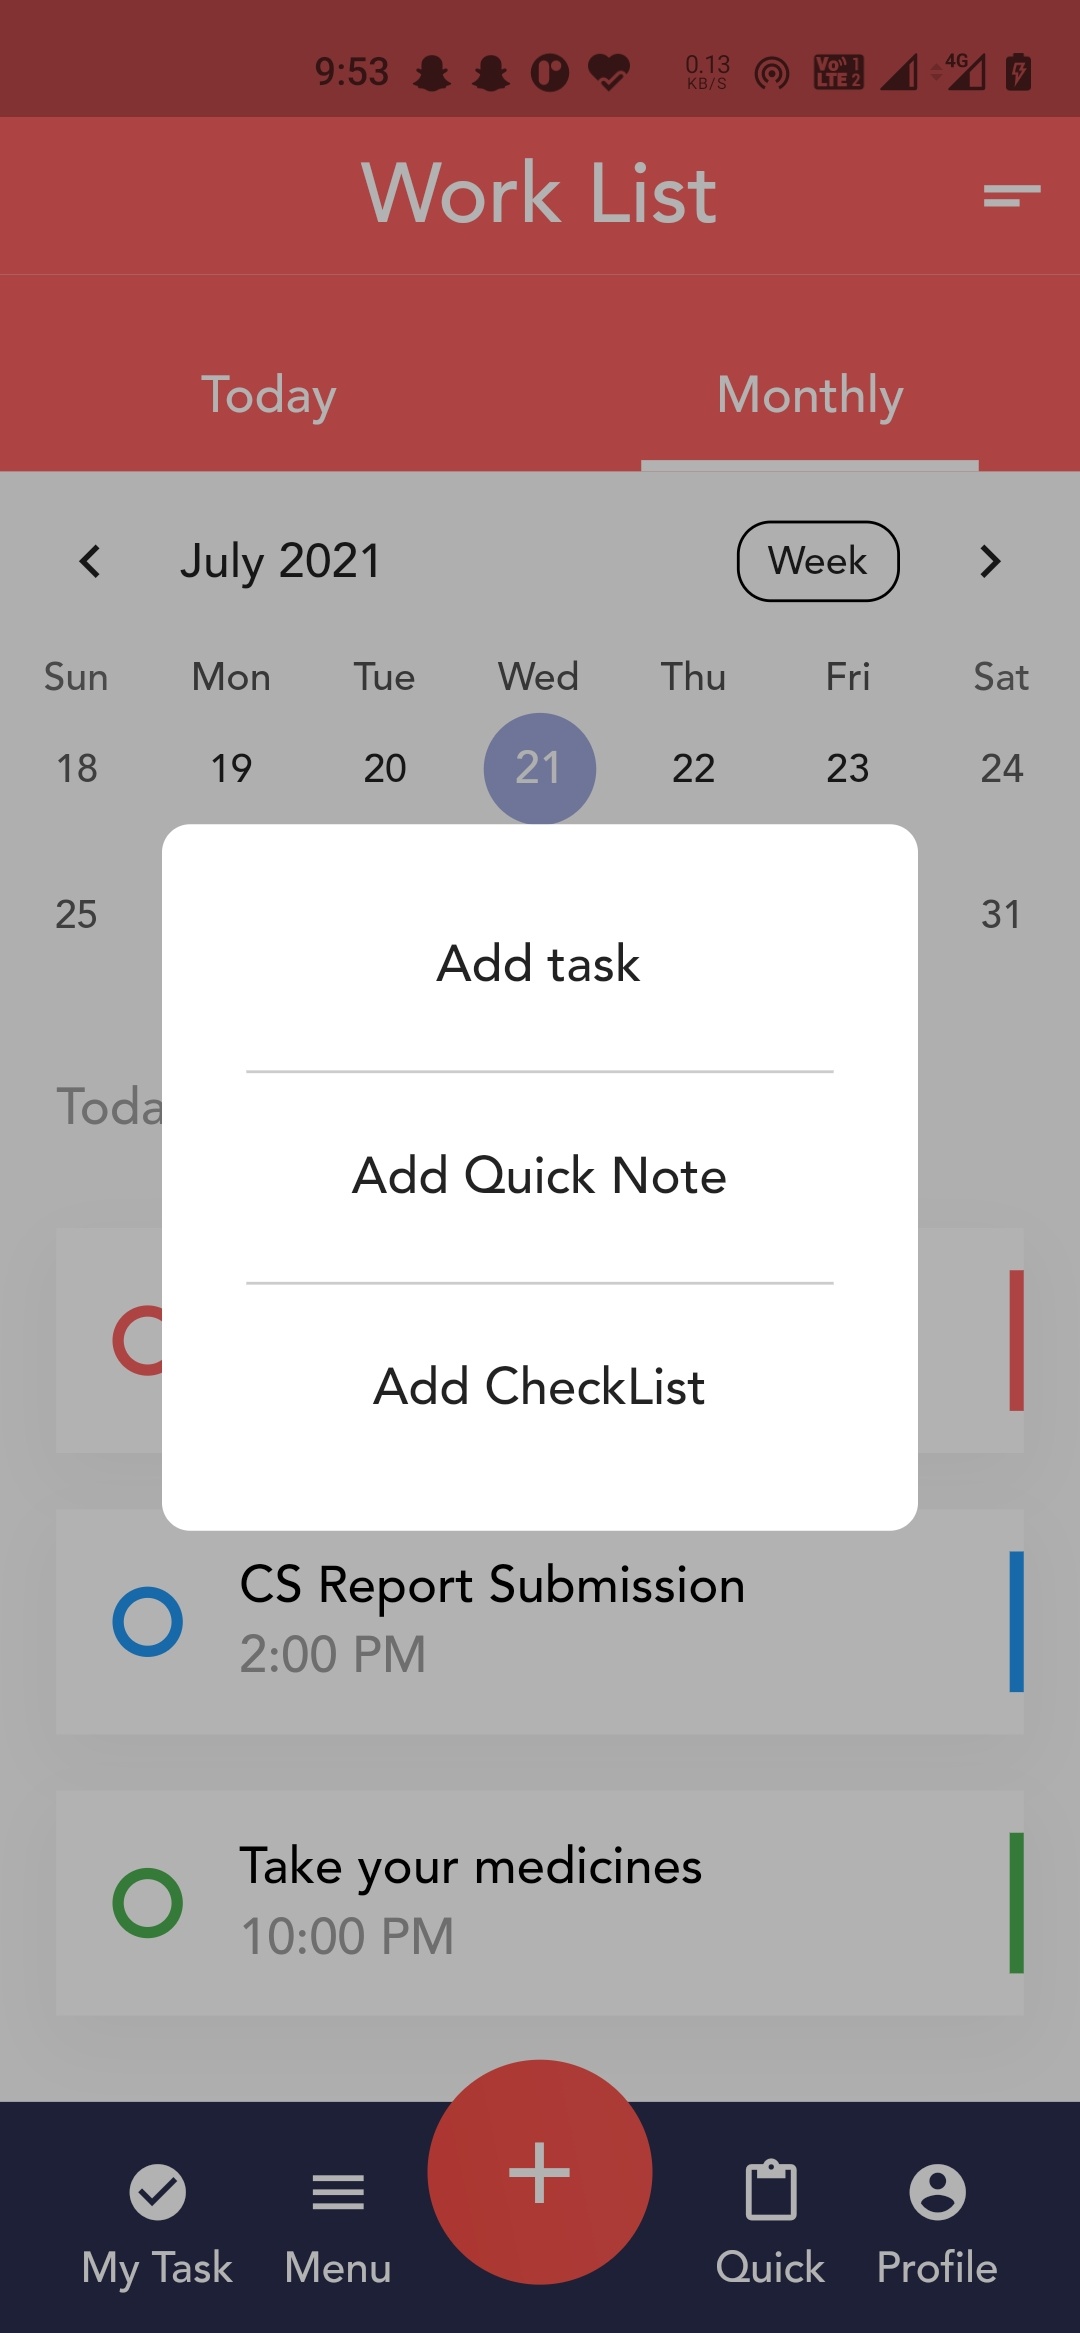 9:53 0.13 KB/S Vo LTE 1 2 4G
Work List
Today Monthly
July 2021 Week
Sun Mon Tue Wed Thu Fri Sat
18 19 20 21 22 23 24
25 31
Add task
Toda
Add Quick Note
Add CheckList
CS Report Submission
2:00 PM
Take your medicines
10:00 PM
My Task Menu Quick Profile